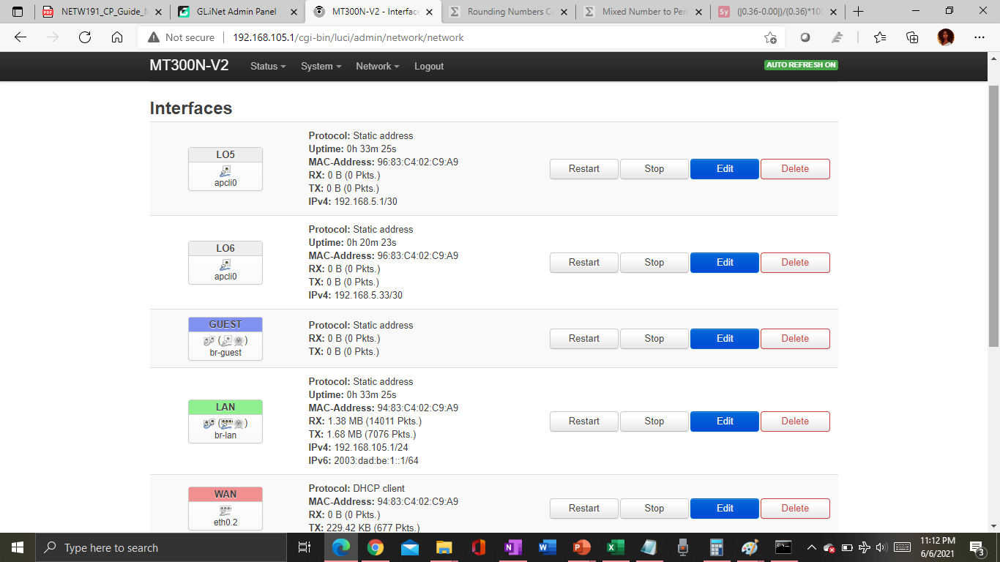 NETW191_CP_Guide_N
GL.iNet Admin Panel
MT300N-V2 - Interface
Rounding Numbers Ca
Mixed Number to Perc
(|0.36-0.00|)/(0.36)*100
Not secure
192.168.105.1/cgi-bin/luci/admin/network/network
MT300N-V2
Status
System
Network
Logout
AUTO REFRESH ON
Interfaces
LO5
apcli0
Protocol: Static address
Uptime: 0h 33m 25s
MAC-Address: 96:83:C4:02:C9:A9
RX: 0 B (0 Pkts.)
TX: 0 B (0 Pkts.)
IPv4: 192.168.5.1/30
Restart
Stop
Edit
Delete
LO6
apcli0
Protocol: Static address
Uptime: 0h 20m 23s
MAC-Address: 96:83:C4:02:C9:A9
RX: 0 B (0 Pkts.)
TX: 0 B (0 Pkts.)
IPv4: 192.168.5.33/30
Restart
Stop
Edit
Delete
GUEST
br-guest
Protocol: Static address
RX: 0 B (0 Pkts.)
TX: 0 B (0 Pkts.)
Restart
Stop
Edit
Delete
LAN
br-lan
Protocol: Static address
Uptime: 0h 33m 25s
MAC-Address: 94:83:C4:02:C9:A9
RX: 1.38 MB (14011 Pkts.)
TX: 1.68 MB (7076 Pkts.)
IPv4: 192.168.105.1/24
IPv6: 2003:dad:be:1::1/64
Restart
Stop
Edit
Delete
WAN
eth0.2
Protocol: DHCP client
MAC-Address: 94:83:C4:02:C9:A9
RX: 0 B (0 Pkts.)
TX: 229.42 KB (677 Pkts.)
Restart
Stop
Edit
Delete
Type here to search
11:12 PM
6/6/2021
3